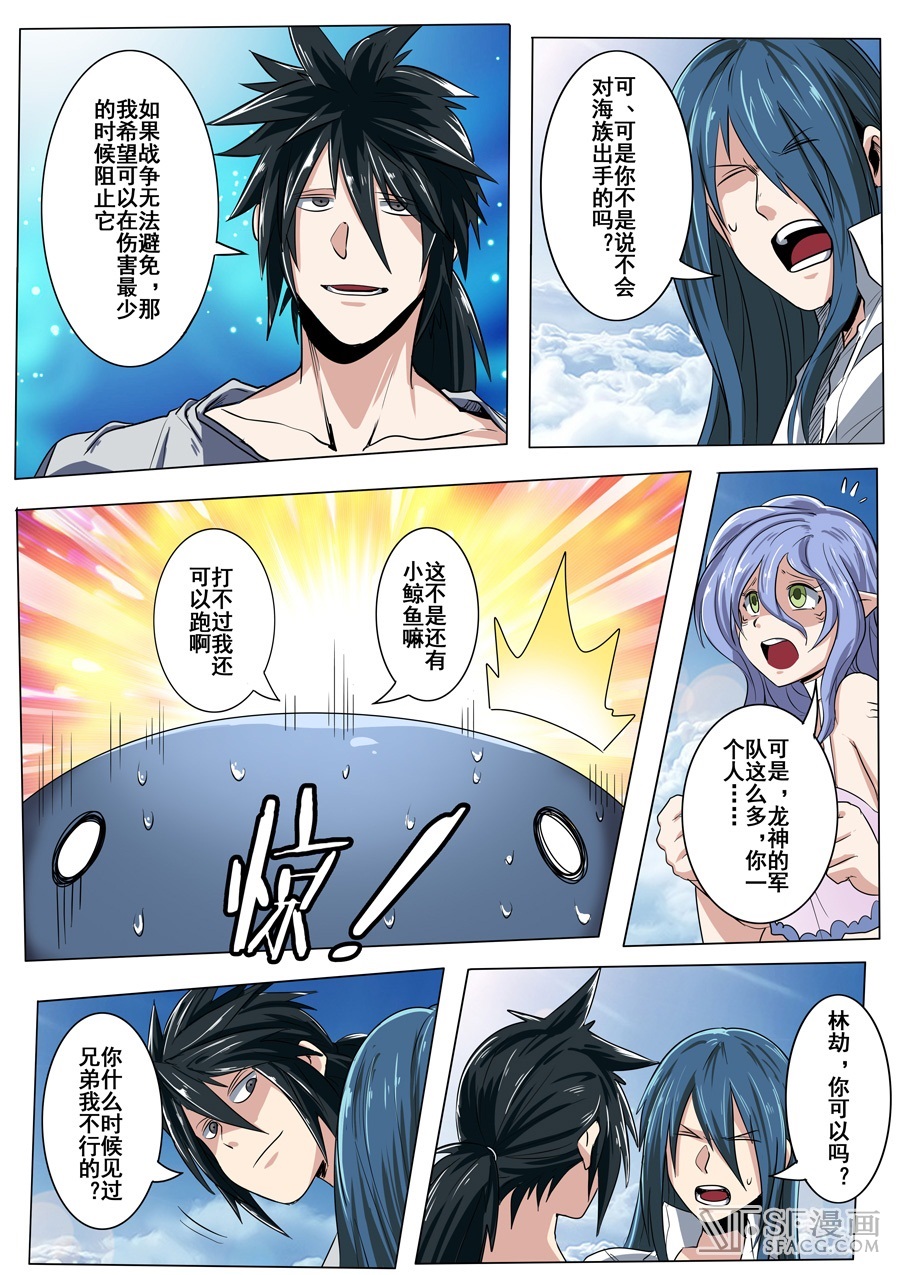 可、可是你不是说不会
对海族出手的吗？
如果战争无法避免，那
我希望可以在伤害最少
的时候阻止它
可是，龙神的军
队这么多，你一
个人……
这不是还有
小鲸鱼嘛
打不过我还
可以跑啊
惊！
林劫，你可以吗？
你什么时候见过
兄弟我不行的？
SF漫画
SFACG.COM